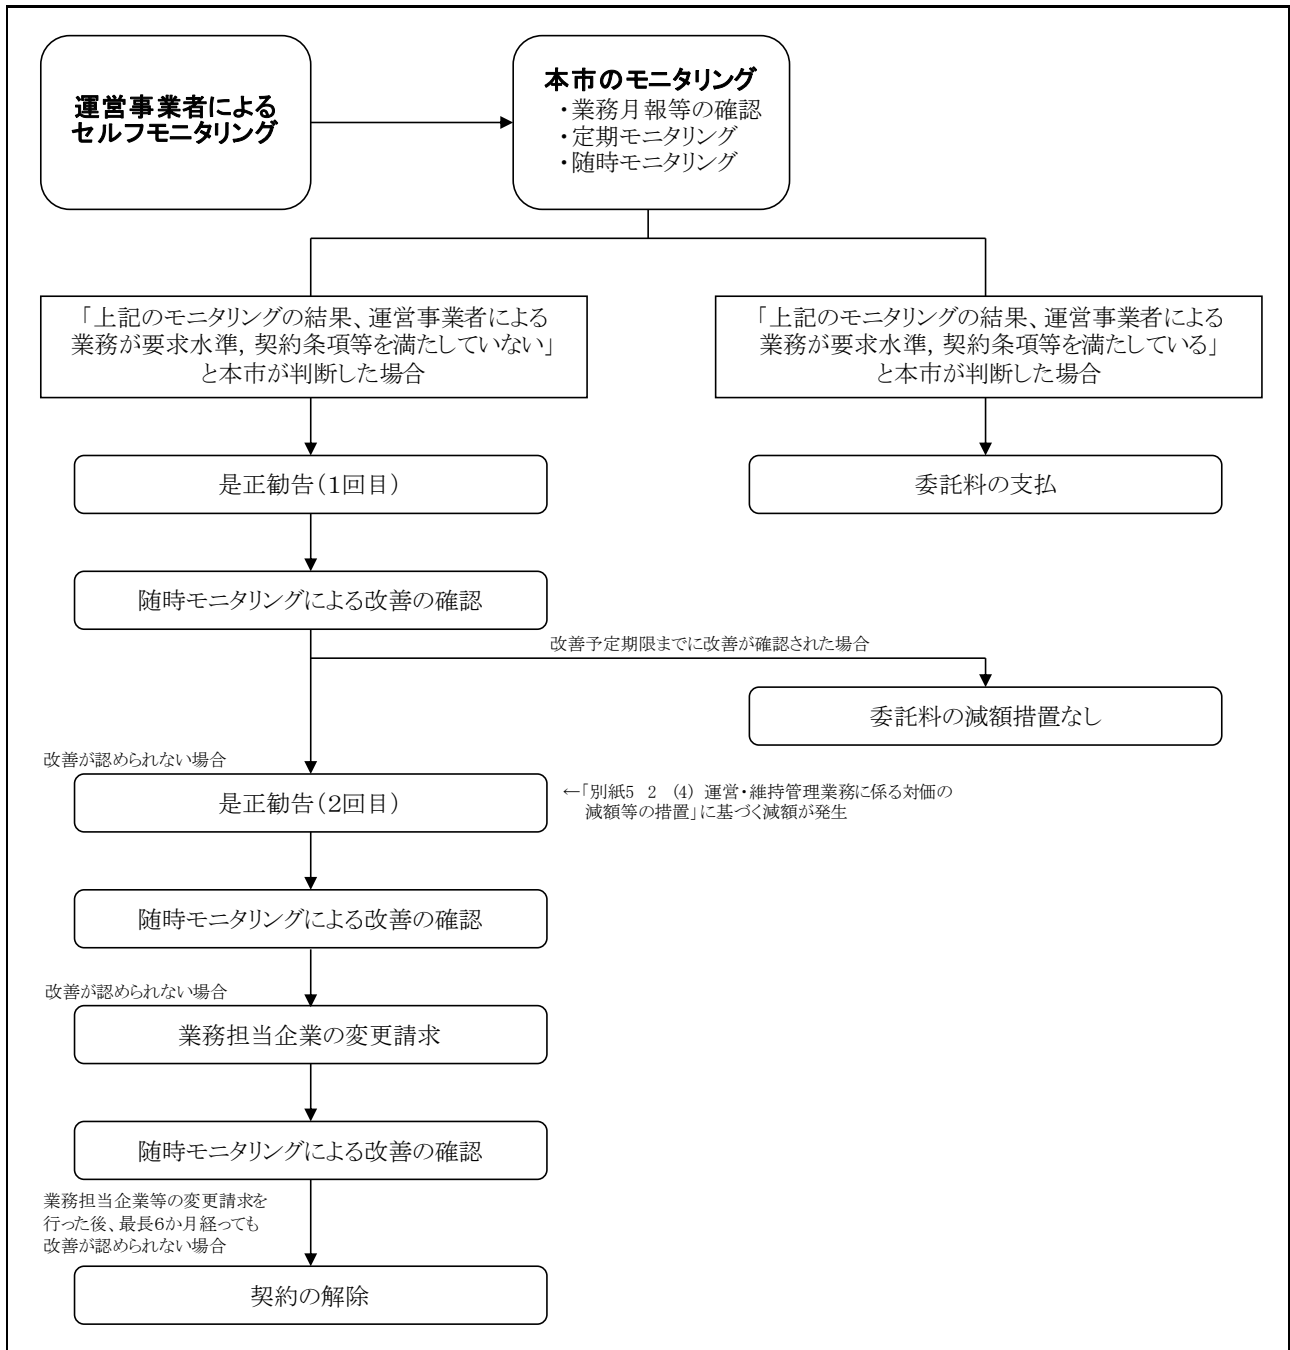 運営事業者による
セルフモニタリング
本市のモニタリング
・業務月報等の確認
・定期モニタリング
・随時モニタリング
「上記のモニタリングの結果、運営事業者による
業務が要求水準，契約条項等を満たしていない」
と本市が判断した場合
「上記のモニタリングの結果、運営事業者による
業務が要求水準，契約条項等を満たしている」
と本市が判断した場合
是正勧告（1回目）
委託料の支払
随時モニタリングによる改善の確認
改善予定期限までに改善が確認された場合
委託料の減額措置なし
改善が認められない場合
是正勧告（2回目）
←「別紙5 2 (4) 運営・維持管理業務に係る対価の
減額等の措置」に基づく減額が発生
随時モニタリングによる改善の確認
改善が認められない場合
業務担当企業の変更請求
随時モニタリングによる改善の確認
業務担当企業等の変更請求を
行った後、最長6か月経っても
改善が認められない場合
契約の解除